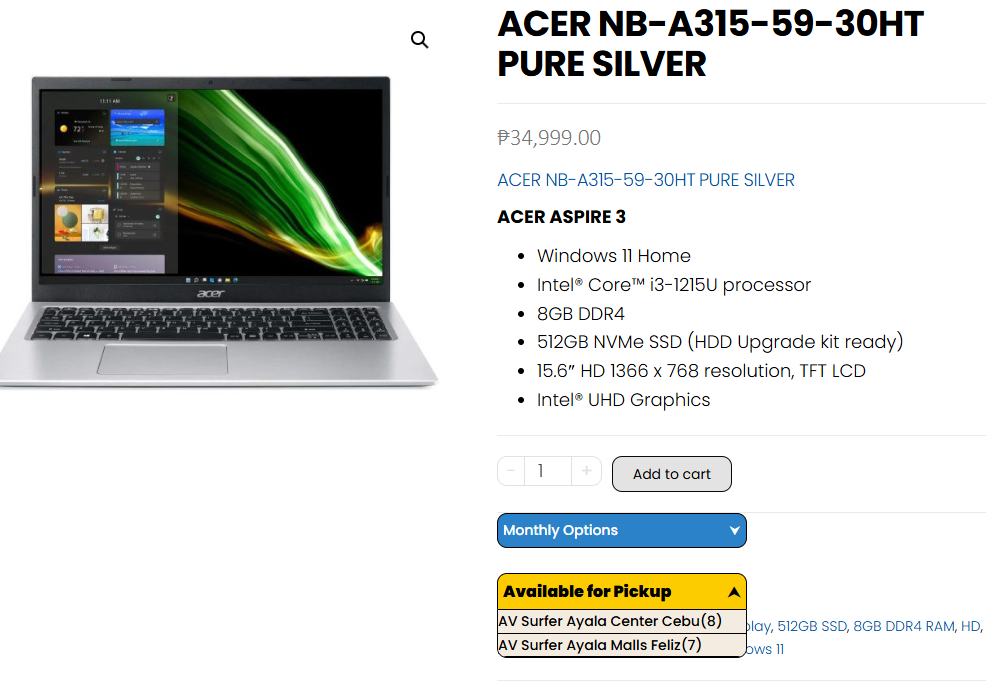 ACER NB-A315-59-30HT
PURE SILVER
₱34,999.00
ACER NB-A315-59-30HT PURE SILVER
ACER ASPIRE 3
Windows 11 Home
Intel® Core™ i3-1215U processor
8GB DDR4
512GB NVMe SSD (HDD Upgrade kit ready)
15.6″ HD 1366 x 768 resolution, TFT LCD
Intel® UHD Graphics
1
Add to cart
Monthly Options
Available for Pickup
AV Surfer Ayala Center Cebu(8)
play, 512GB SSD, 8GB DDR4 RAM, HD,
AV Surfer Ayala Malls Feliz(7)
ows 11
11:11 AM
acer